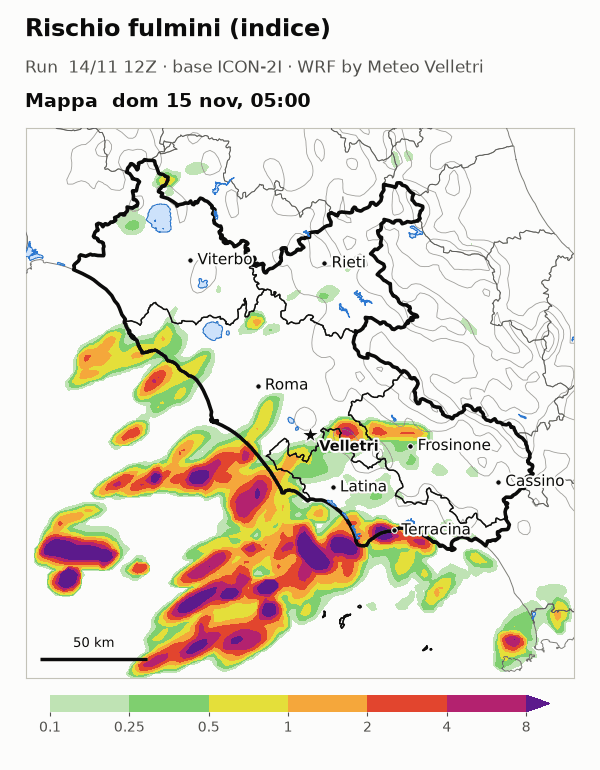 Rischio fulmini (indice)
Run  14/11 12Z · base ICON-2I · WRF by Meteo Velletri
Mappa  dom 15 nov, 05:00
Viterbo
Rieti
Roma
Velletri
Frosinone
Latina
Cassino
Terracina
50 km
0.1 0.25 0.5 1 2 4 8